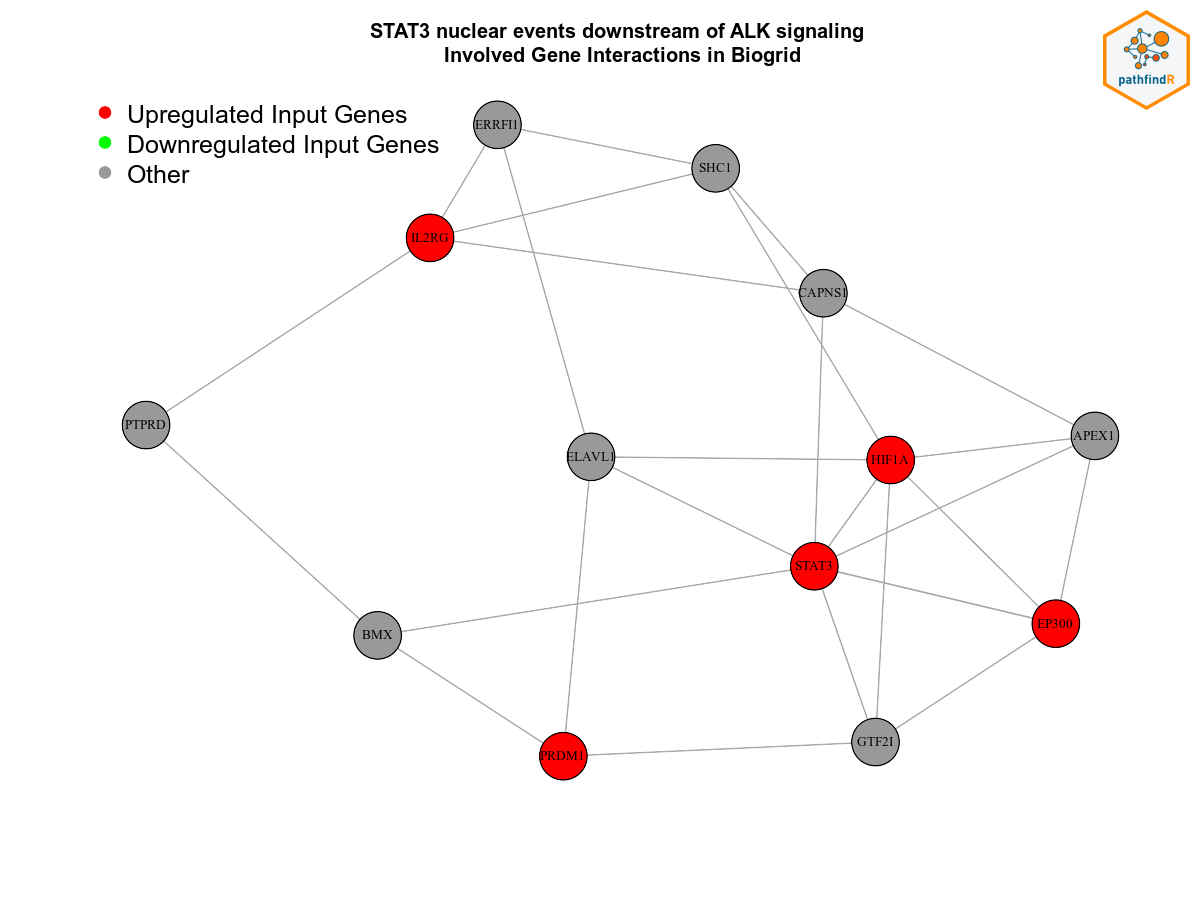 STAT3 nuclear events downstream of ALK signaling
Involved Gene Interactions in Biogrid
pathfindR
Upregulated Input Genes
Downregulated Input Genes
Other
ERRFI1
SHC1
IL2RG
CAPNS1
PTPRD
APEX1
ELAVL1
HIF1A
STAT3
EP300
BMX
GTF2I
PRDM1